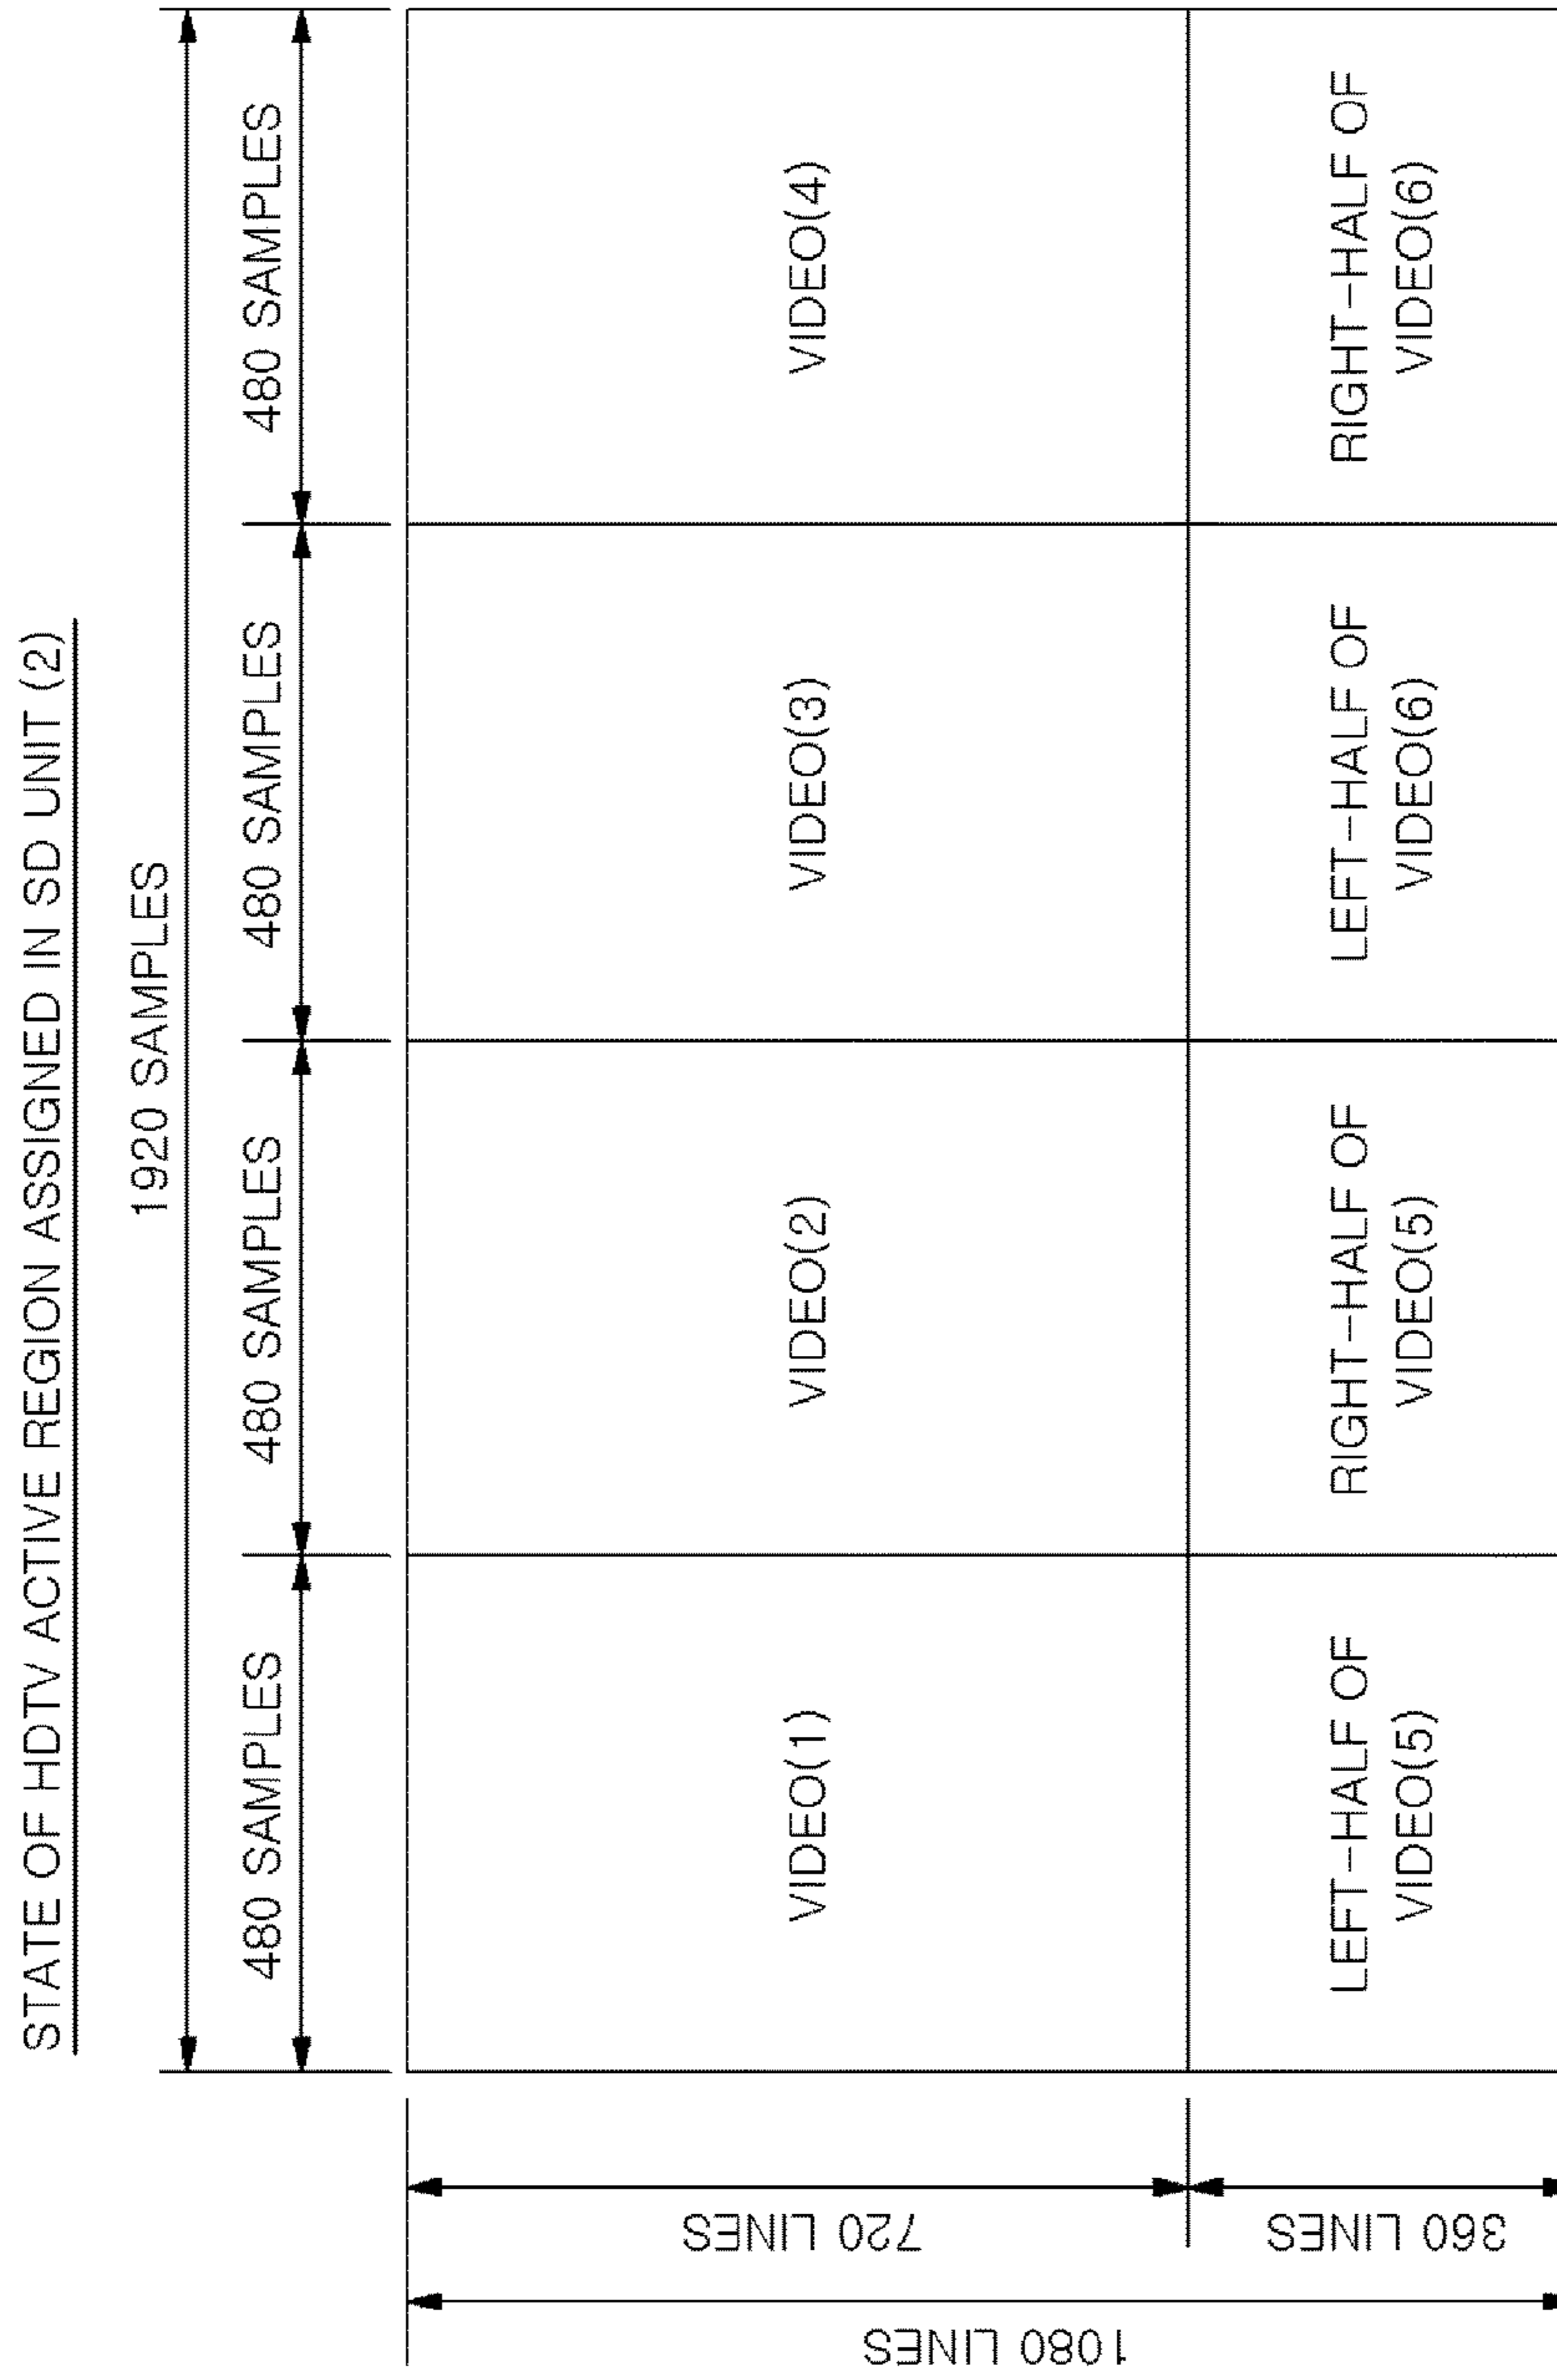 STATE OF HDTV ACTIVE REGION ASSIGNED IN SD UNIT (2)
1920 SAMPLES
480 SAMPLES
480 SAMPLES
480 SAMPLES
480 SAMPLES
1080 LINES
720 LINES
VIDEO(1)
VIDEO(2)
VIDEO(3)
VIDEO(4)
360 LINES
LEFT-HALF OF
VIDEO(5)
RIGHT-HALF OF
VIDEO(5)
LEFT-HALF OF
VIDEO(6)
RIGHT-HALF OF
VIDEO(6)